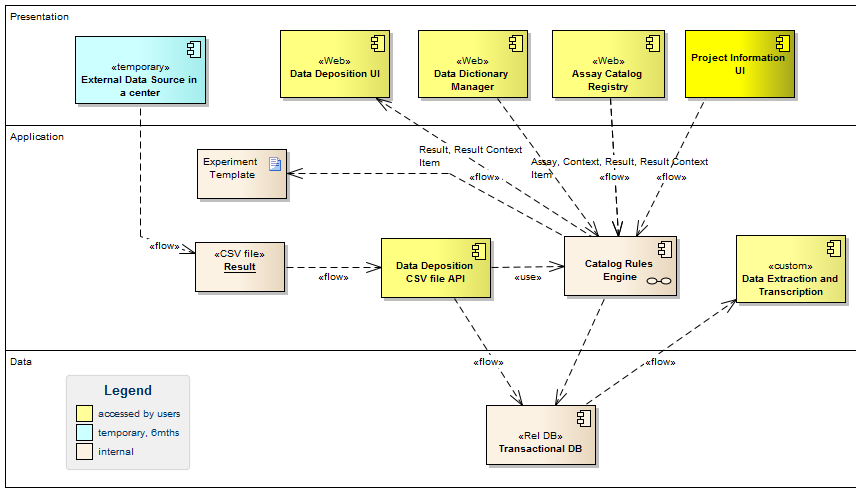 Presentation
«temporary»
External Data Source in
a center
«Web»
Data Deposition UI
«Web»
Data Dictionary
Manager
«Web»
Assay Catalog
Registry
Project Information
UI
Application
Experiment
Template
Result, Result Context
Item
«flow»
Assay, Context, Result, Result Context
Item
«flow»
«flow»
«flow»
«CSV file»
Result
«flow»
Data Deposition
CSV file API
«use»
Catalog Rules
Engine
«custom»
Data Extraction and
Transcription
Data
«flow»
«flow»
Legend
accessed by users
temporary, 6mths
internal
«Rel DB»
Transactional DB